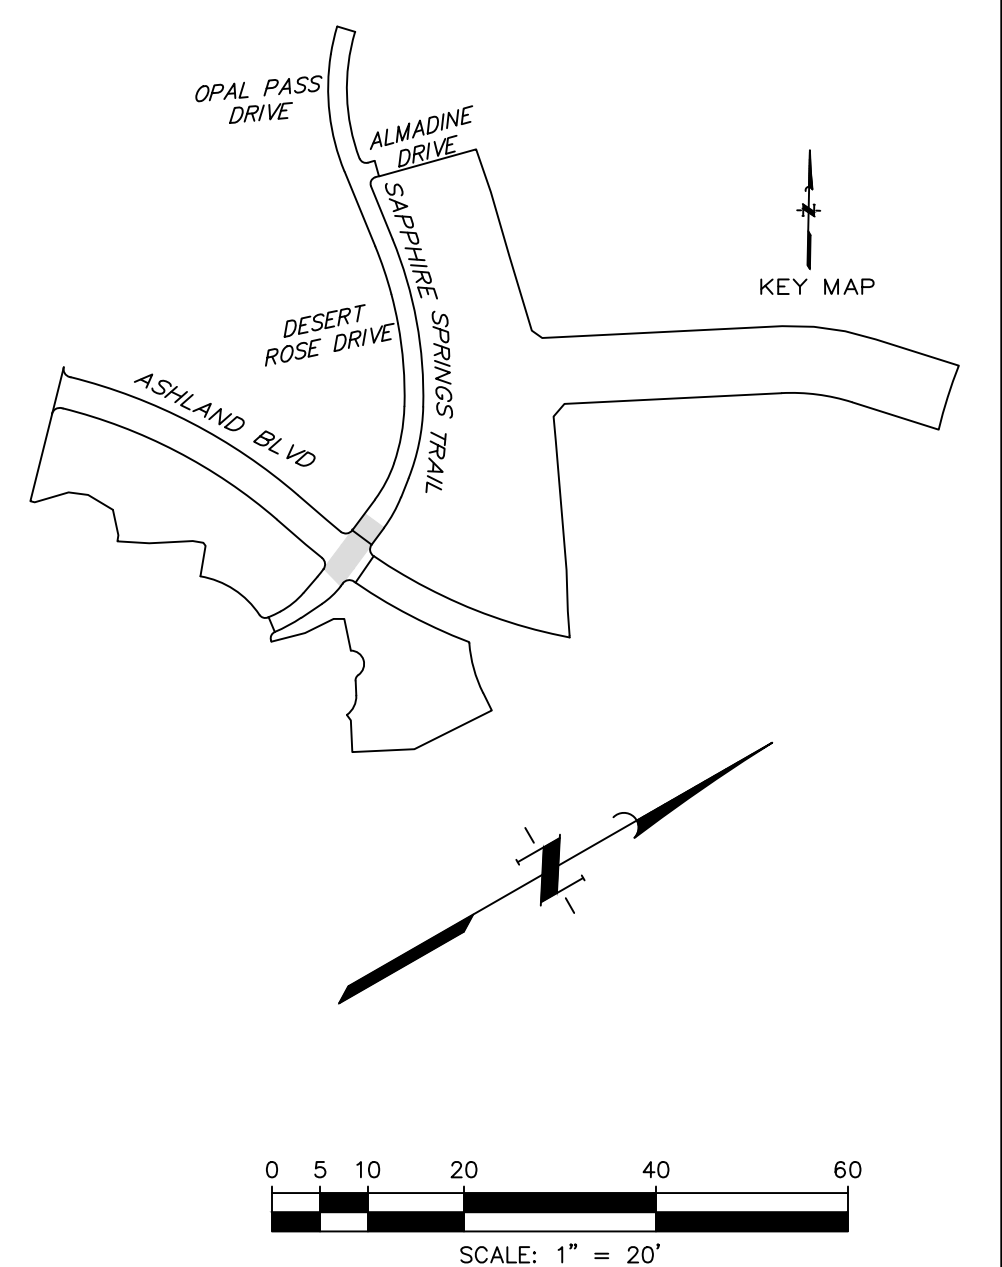 OPAL PASS
DRIVE
ALMADINE
DRIVE
SAPPHIRE SPRINGS TRAIL
N
KEY MAP
DESERT
ROSE DRIVE
ASHLAND BLVD
N
0 5 10 20 40 60
SCALE: 1" = 20'